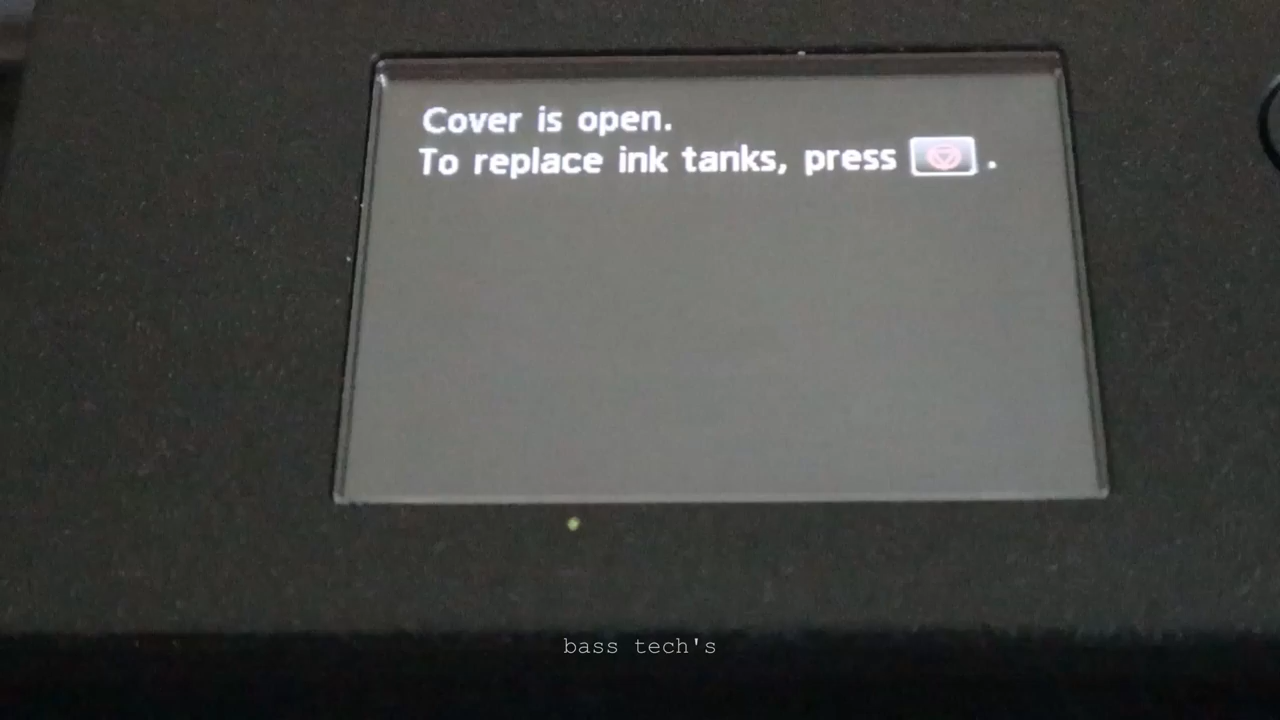 Cover is open.
To replace ink tanks, press .
bass tech's